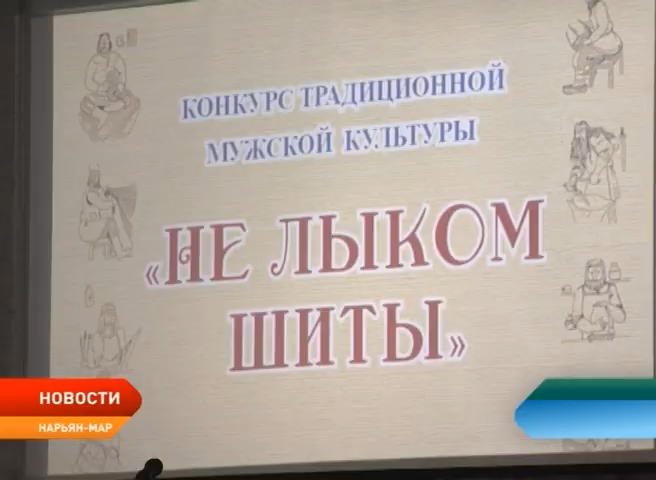 КОНКУРС ТРАДИЦИОННОЙ
МУЖСКОЙ КУЛЬТУРЫ
«НЕ ЛЫКОМ
ШИТЫ»
НОВОСТИ
НАРЬЯН-МАР